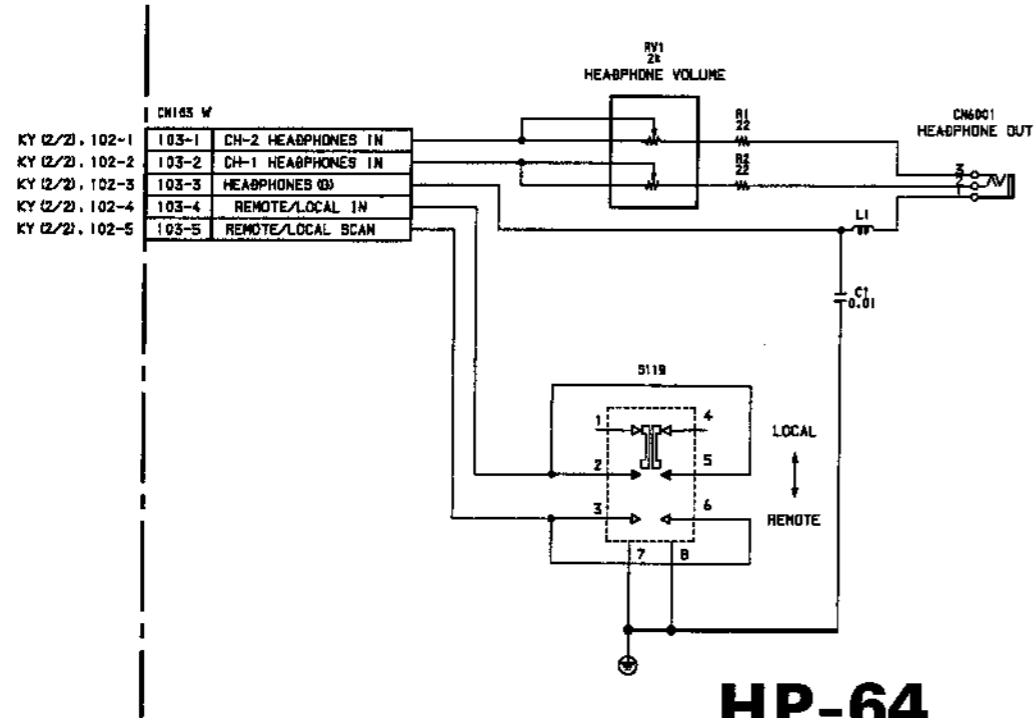 RV1
2k
HEADPHONE VOLUME
CN103 W
KY (2/2), 102-1 103-1 CH-2 HEADPHONES IN
KY (2/2), 102-2 103-2 CH-1 HEADPHONES IN
KY (2/2), 102-3 103-3 HEADPHONES (G)
KY (2/2), 102-4 103-4 REMOTE/LOCAL IN
KY (2/2), 102-5 103-5 REMOTE/LOCAL SCAN
R1
22
R2
22
CN6001
HEADPHONE OUT
3
2
1
L1
C1
0.01
S119
1 4
2 5
3 6
7 8
LOCAL
REMOTE
HP-64